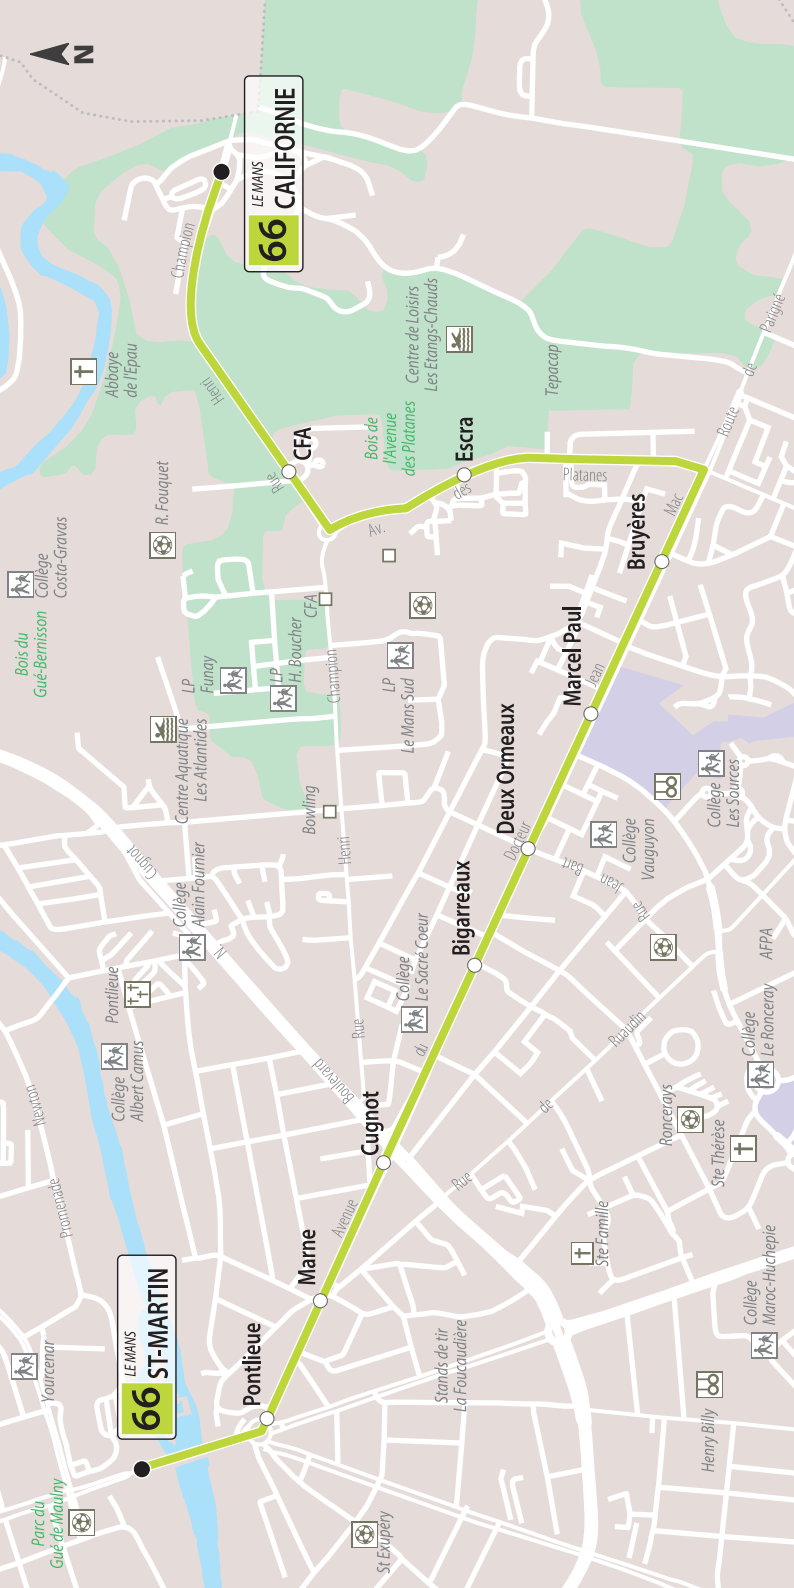 N
66
LE MANS
ST-MARTIN
Pontlieue
Marne
Cugnot
Bigarreaux
Deux Ormeaux
Marcel Paul
Bruyères
Escra
CFA
66
LE MANS
CALIFORNIE
Parc du
Gué de Maulny
Yourcenar
Promenade
Newton
Collège
Albert Camus
Pontlieue
Collège
Alain Fournier
Centre Aquatique
Les Atlantides
LP
Funay
LP
H. Boucher
CFA
Bois du
Gué-Bernisson
Collège
Costa-Gravas
R. Fouquet
Abbaye
de l'Epau
Champion
Henri
Rue
Bois de
l'Avenue
des Platanes
Centre de Loisirs
Les Etangs-Chauds
Tepacap
Av.
des
Platanes
Route
de
Parigné
Boulevard
N.
Cugnot
Rue
Henri
Champion
Bowling
LP
Le Mans Sud
Collège
Le Sacré Coeur
Avenue
du
Docteur
Jean
Mac
Rue
Jean
Bart
Collège
Vauguyon
Collège
Les Sources
Rue
de
Ruaudin
AFPA
Collège
Le Ronceray
Roncerays
Ste Thérèse
Ste Famille
Collège
Maroc-Huchepie
Stands de tir
La Foucaudière
Henry Billy
St Exupéry